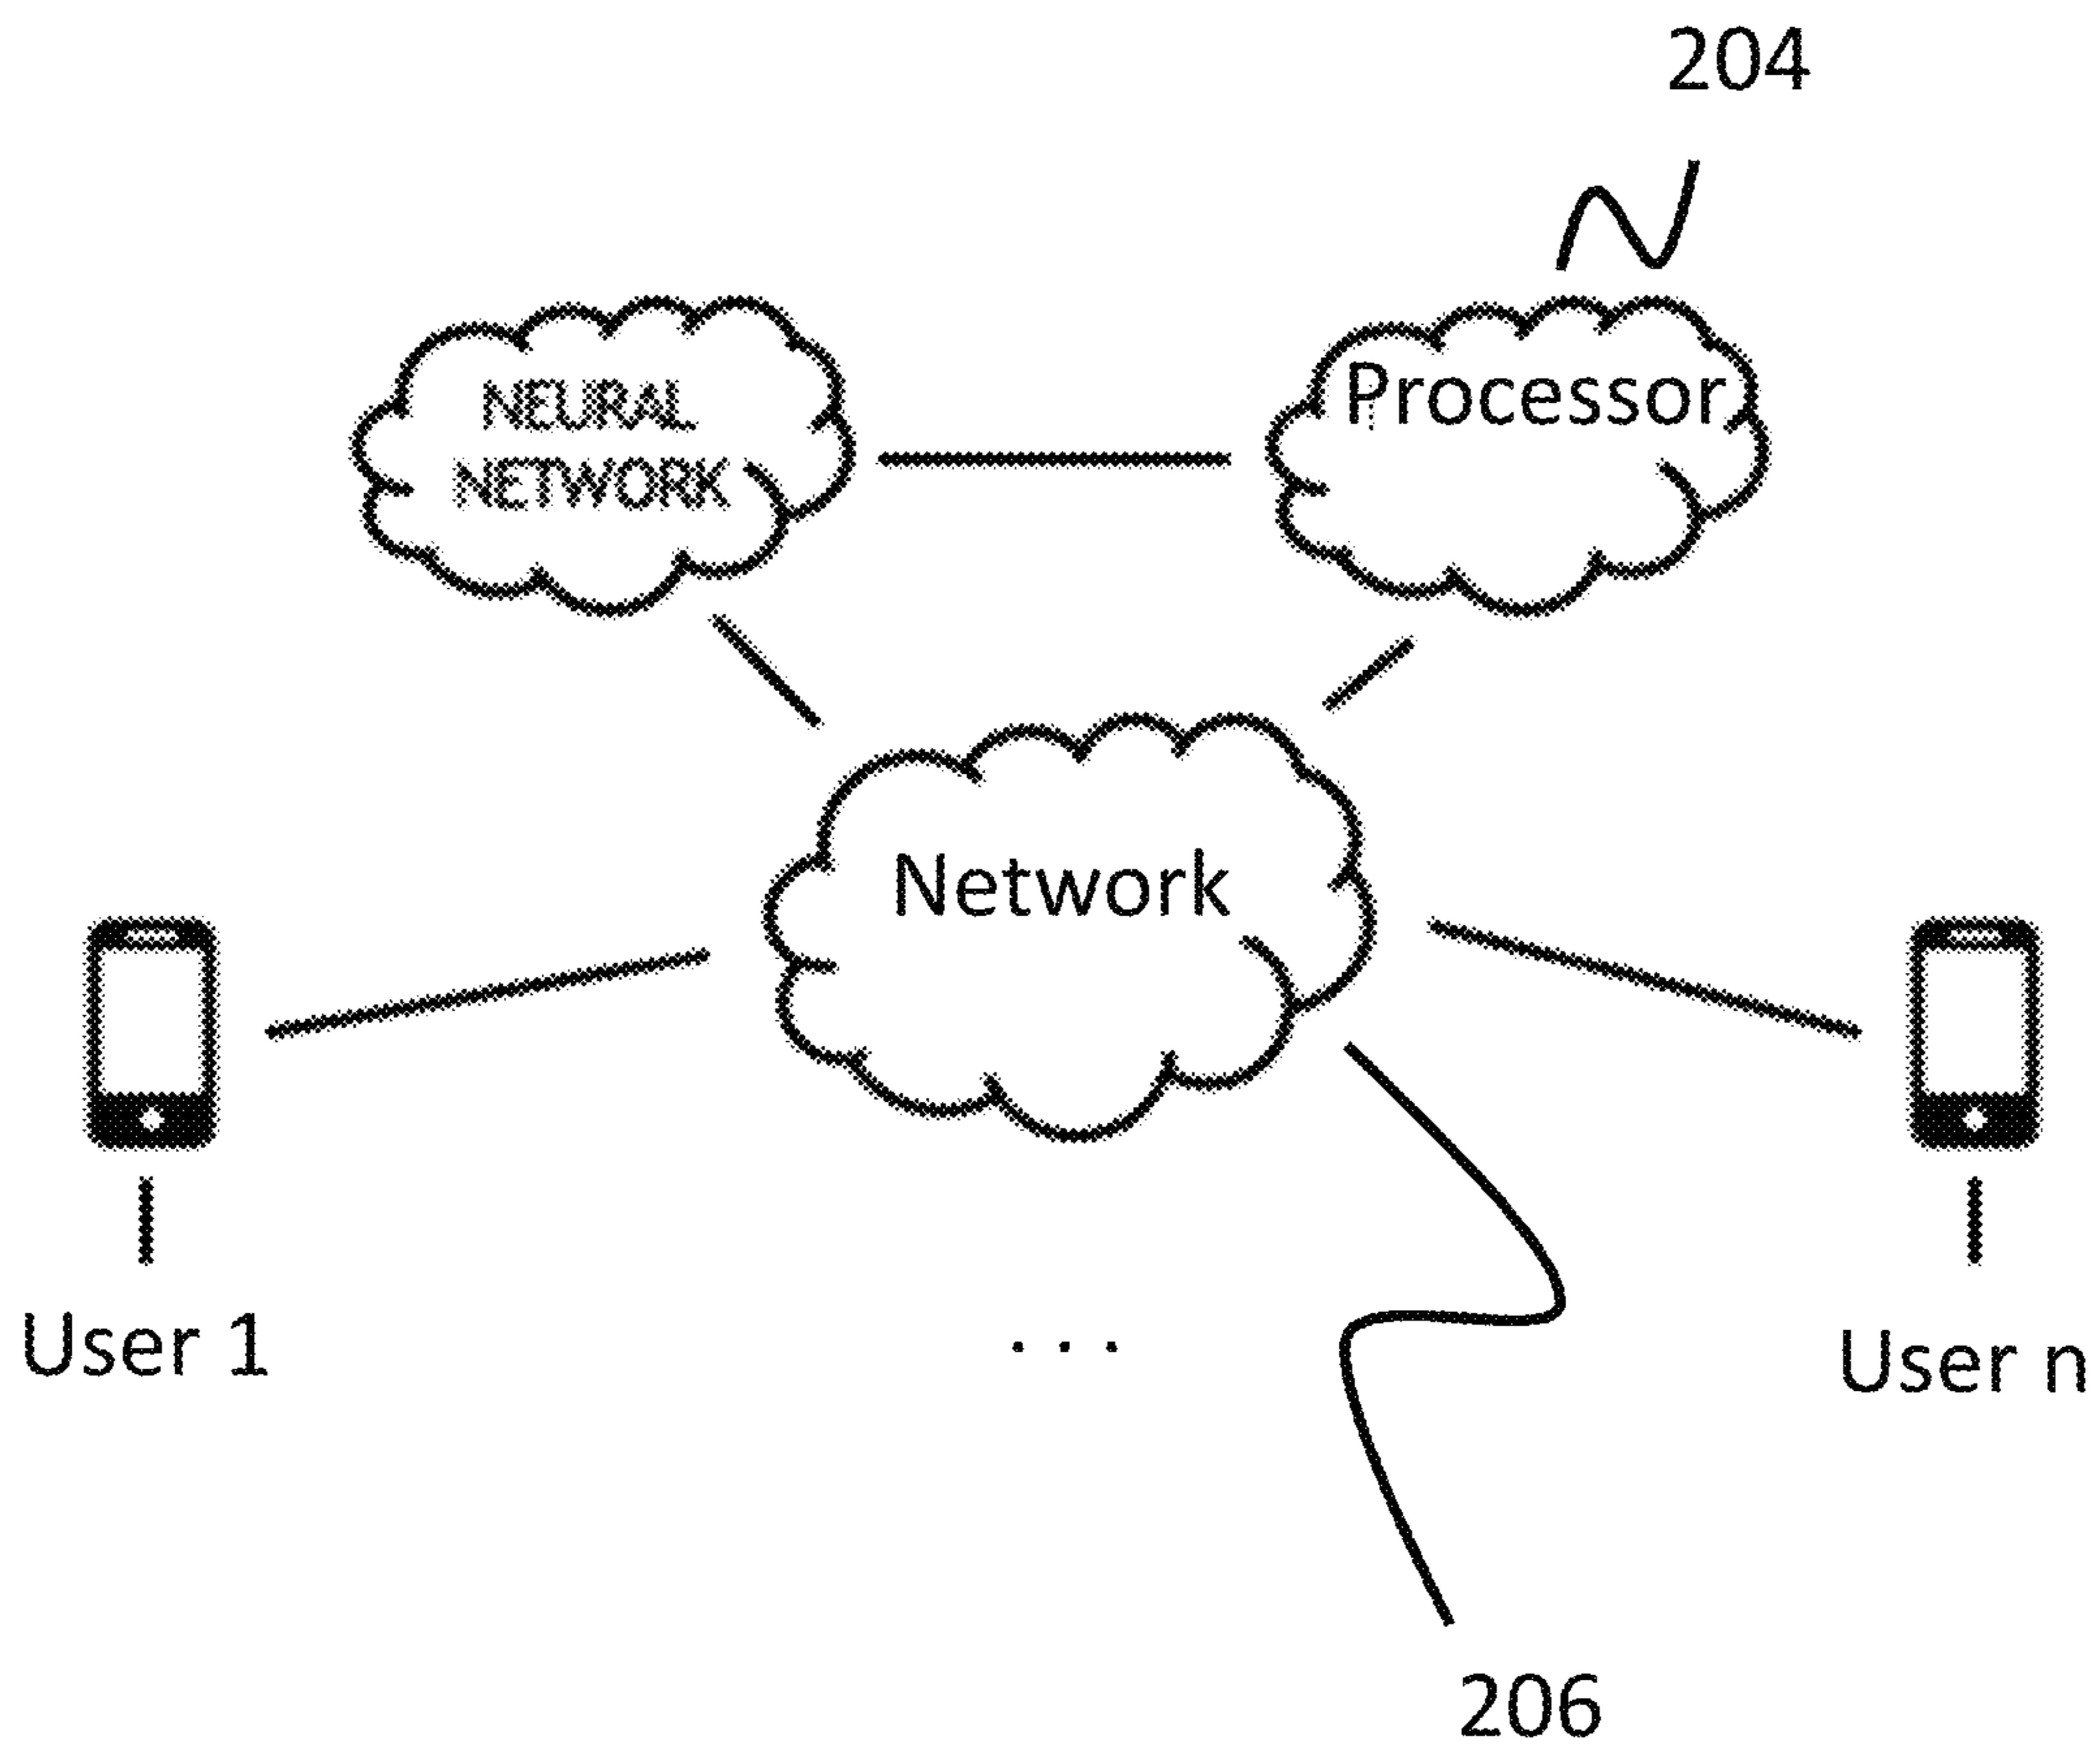 204
NEURAL
NETWORK
Processor
Network
User 1
...
User n
206